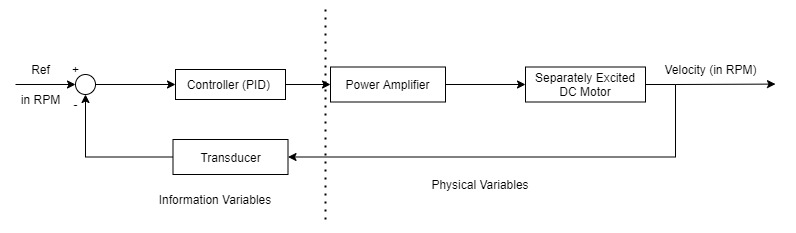 Ref
+
in RPM
-
Controller (PID)
Power Amplifier
Separately Excited
DC Motor
Velocity (in RPM)
Transducer
Information Variables
Physical Variables